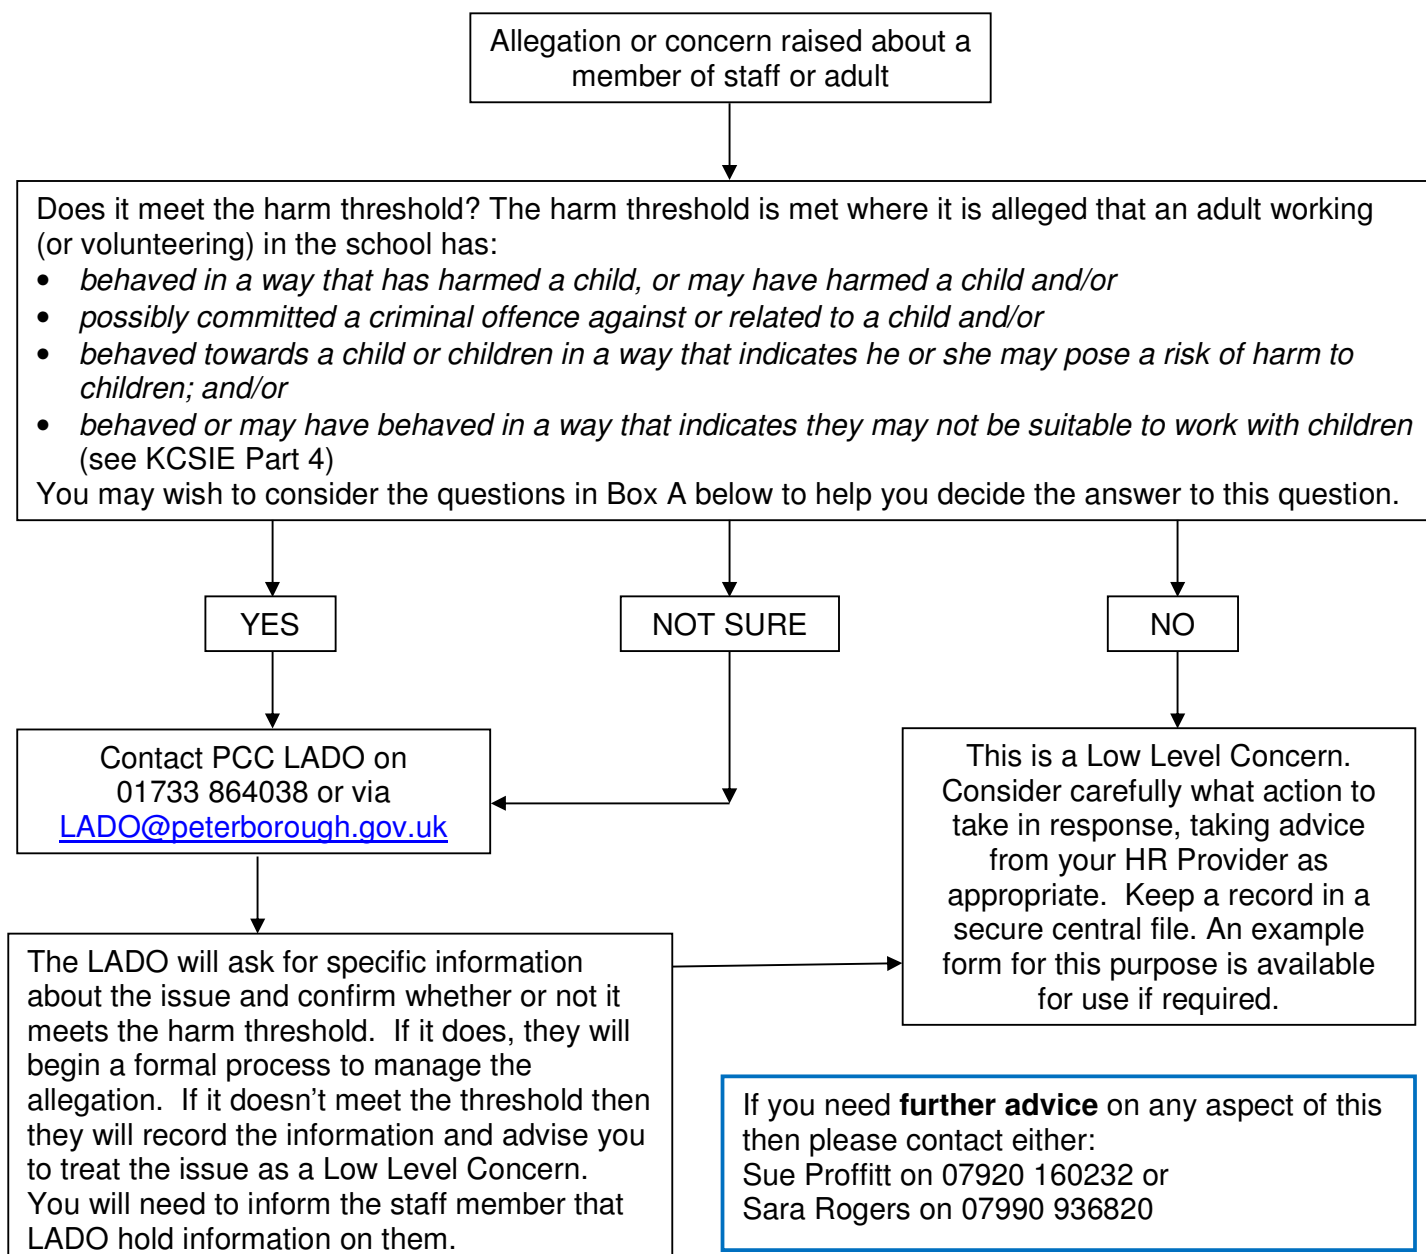 Allegation or concern raised about a
member of staff or adult
Does it meet the harm threshold? The harm threshold is met where it is alleged that an adult working
(or volunteering) in the school has:
• behaved in a way that has harmed a child, or may have harmed a child and/or
• possibly committed a criminal offence against or related to a child and/or
• behaved towards a child or children in a way that indicates he or she may pose a risk of harm to
children; and/or
• behaved or may have behaved in a way that indicates they may not be suitable to work with children
(see KCSIE Part 4)
You may wish to consider the questions in Box A below to help you decide the answer to this question.
YES
NOT SURE
NO
Contact PCC LADO on
01733 864038 or via
LADO@peterborough.gov.uk
This is a Low Level Concern.
Consider carefully what action to
take in response, taking advice
from your HR Provider as
appropriate.  Keep a record in a
secure central file. An example
form for this purpose is available
for use if required.
The LADO will ask for specific information
about the issue and confirm whether or not it
meets the harm threshold.  If it does, they will
begin a formal process to manage the
allegation.  If it doesn’t meet the threshold then
they will record the information and advise you
to treat the issue as a Low Level Concern.
You will need to inform the staff member that
LADO hold information on them.
If you need further advice on any aspect of this
then please contact either:
Sue Proffitt on 07920 160232 or
Sara Rogers on 07990 936820